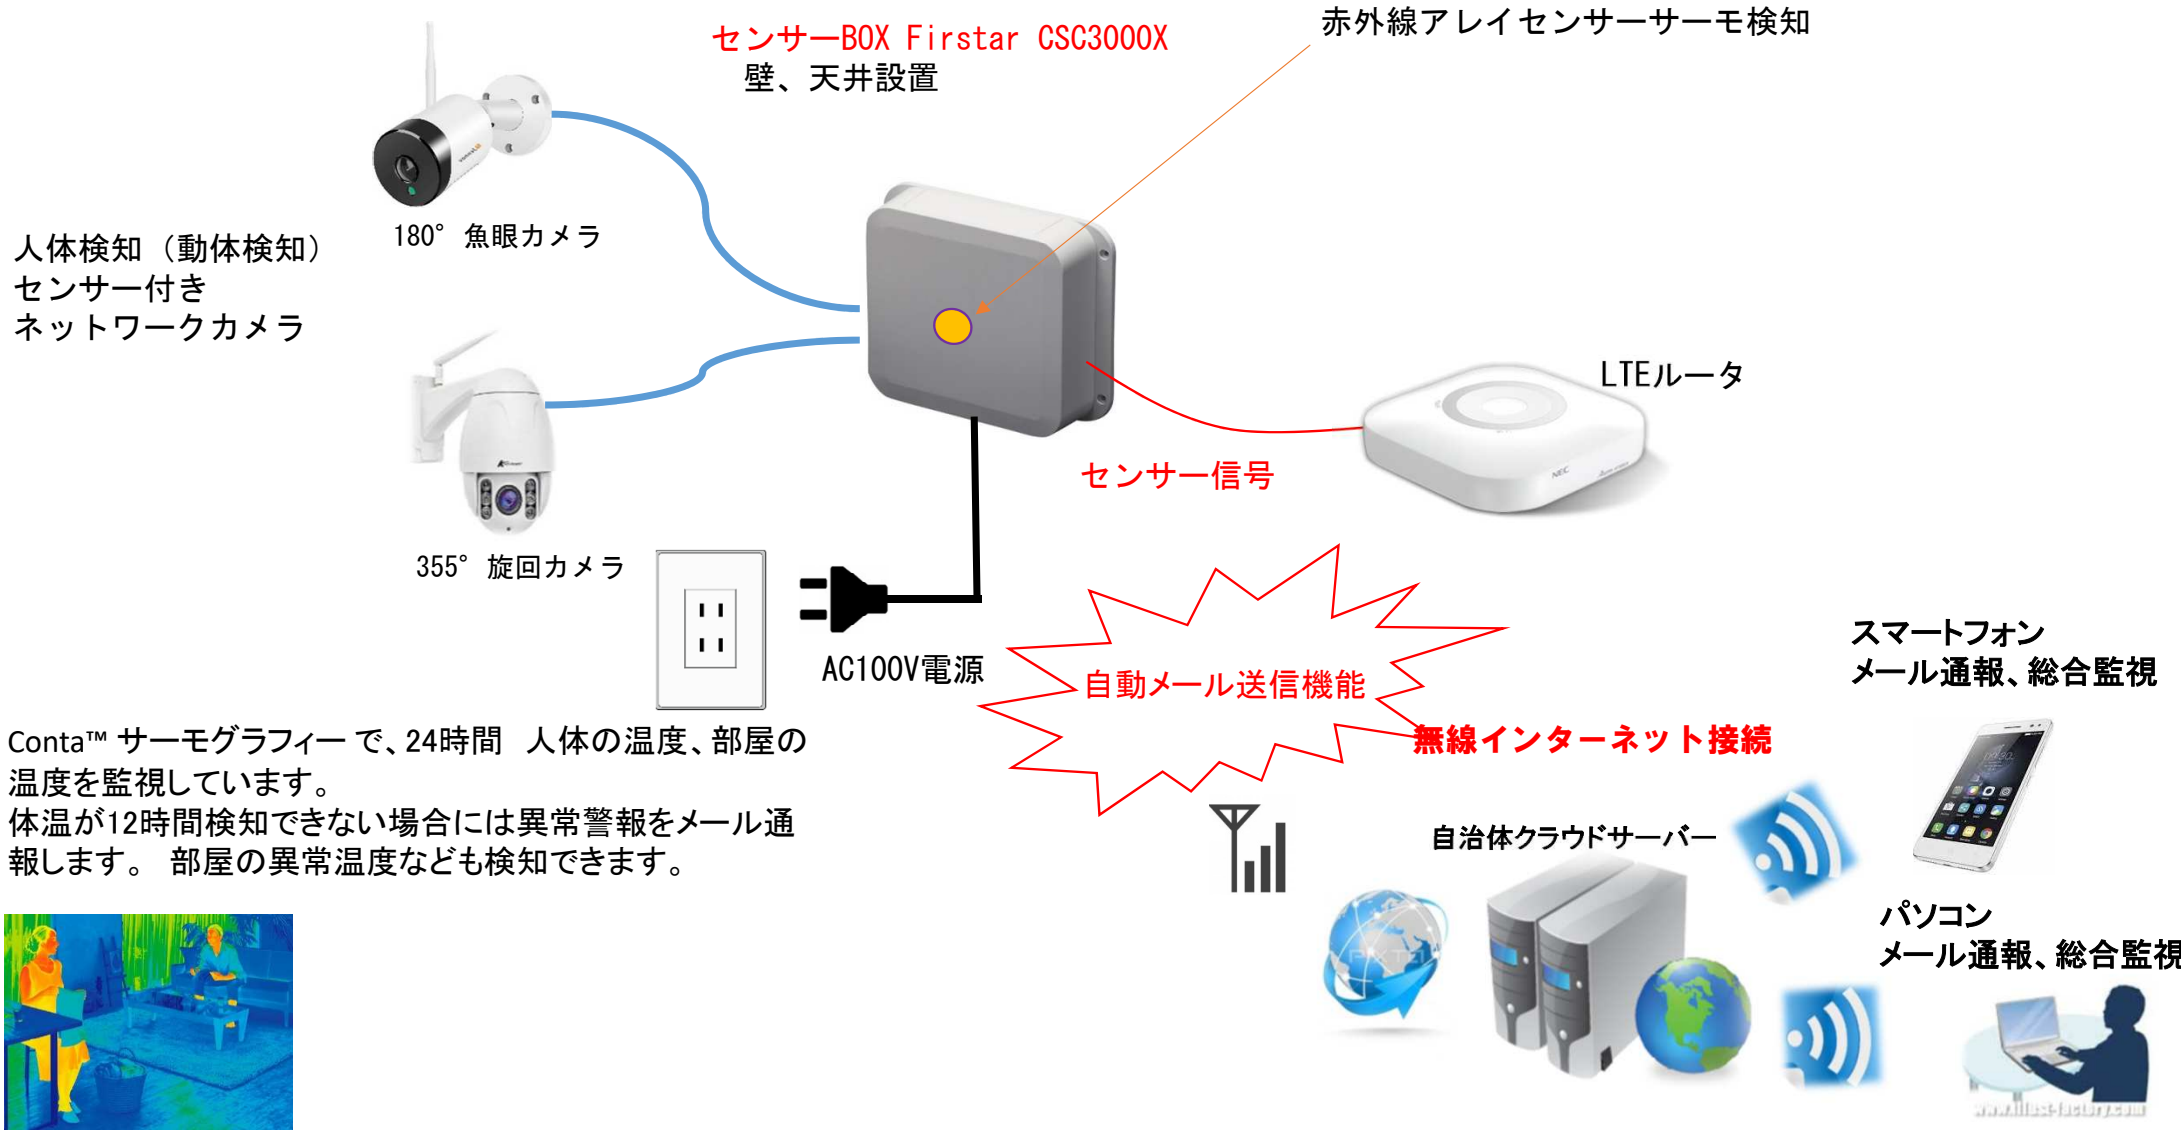 センサーBOX Firstar CSC3000X
壁、天井設置
赤外線アレイセンサーサーモ検知
180°魚眼カメラ
人体検知（動体検知）
センサー付き
ネットワークカメラ
355°旋回カメラ
LTEルータ
NEC
センサー信号
AC100V電源
自動メール送信機能
無線インターネット接続
スマートフォン
メール通報、総合監視
Conta™ サーモグラフィー で、24時間　人体の温度、部屋の
温度を監視しています。
体温が12時間検知できない場合には異常警報をメール通
報します。 部屋の異常温度なども検知できます。
自治体クラウドサーバー
パソコン
メール通報、総合監視
www.illust-factory.com